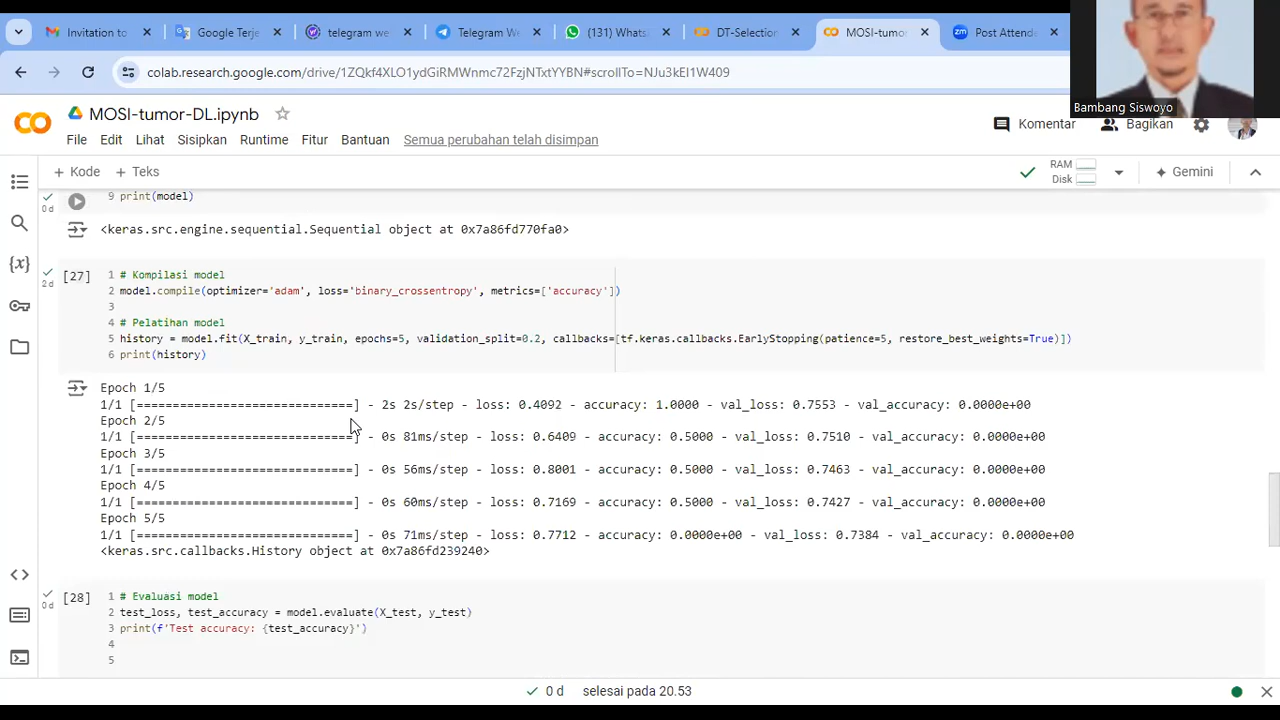 Invitation to
Google Terje
telegram we
Telegram We
(131) Whats
DT-Selection
MOSI-tumor
Post Attend
colab.research.google.com/drive/1ZQkf4XLO1ydGiRMWnmc72FzjNTxtYYBN#scrollTo=NJu3kEI1W409
Bambang Siswoyo
MOSI-tumor-DL.ipynb
File Edit Lihat Sisipkan Runtime Fitur Bantuan Semua perubahan telah disimpan
Komentar Bagikan
+ Kode + Teks
RAM
Disk
Gemini
0 d
9 print(model)
<keras.src.engine.sequential.Sequential object at 0x7a86fd770fa0>
[27]
2 d
1 # Kompilasi model
2 model.compile(optimizer='adam', loss='binary_crossentropy', metrics=['accuracy'])
3
4 # Pelatihan model
5 history = model.fit(X_train, y_train, epochs=5, validation_split=0.2, callbacks=[tf.keras.callbacks.EarlyStopping(patience=5, restore_best_weights=True)])
6 print(history)
Epoch 1/5
1/1 [==============================] - 2s 2s/step - loss: 0.4092 - accuracy: 1.0000 - val_loss: 0.7553 - val_accuracy: 0.0000e+00
Epoch 2/5
1/1 [==============================] - 0s 81ms/step - loss: 0.6409 - accuracy: 0.5000 - val_loss: 0.7510 - val_accuracy: 0.0000e+00
Epoch 3/5
1/1 [==============================] - 0s 56ms/step - loss: 0.8001 - accuracy: 0.5000 - val_loss: 0.7463 - val_accuracy: 0.0000e+00
Epoch 4/5
1/1 [==============================] - 0s 60ms/step - loss: 0.7169 - accuracy: 0.5000 - val_loss: 0.7427 - val_accuracy: 0.0000e+00
Epoch 5/5
1/1 [==============================] - 0s 71ms/step - loss: 0.7712 - accuracy: 0.0000e+00 - val_loss: 0.7384 - val_accuracy: 0.0000e+00
<keras.src.callbacks.History object at 0x7a86fd239240>
[28]
0 d
1 # Evaluasi model
2 test_loss, test_accuracy = model.evaluate(X_test, y_test)
3 print(f'Test accuracy: {test_accuracy}')
4
5
0 d selesai pada 20.53